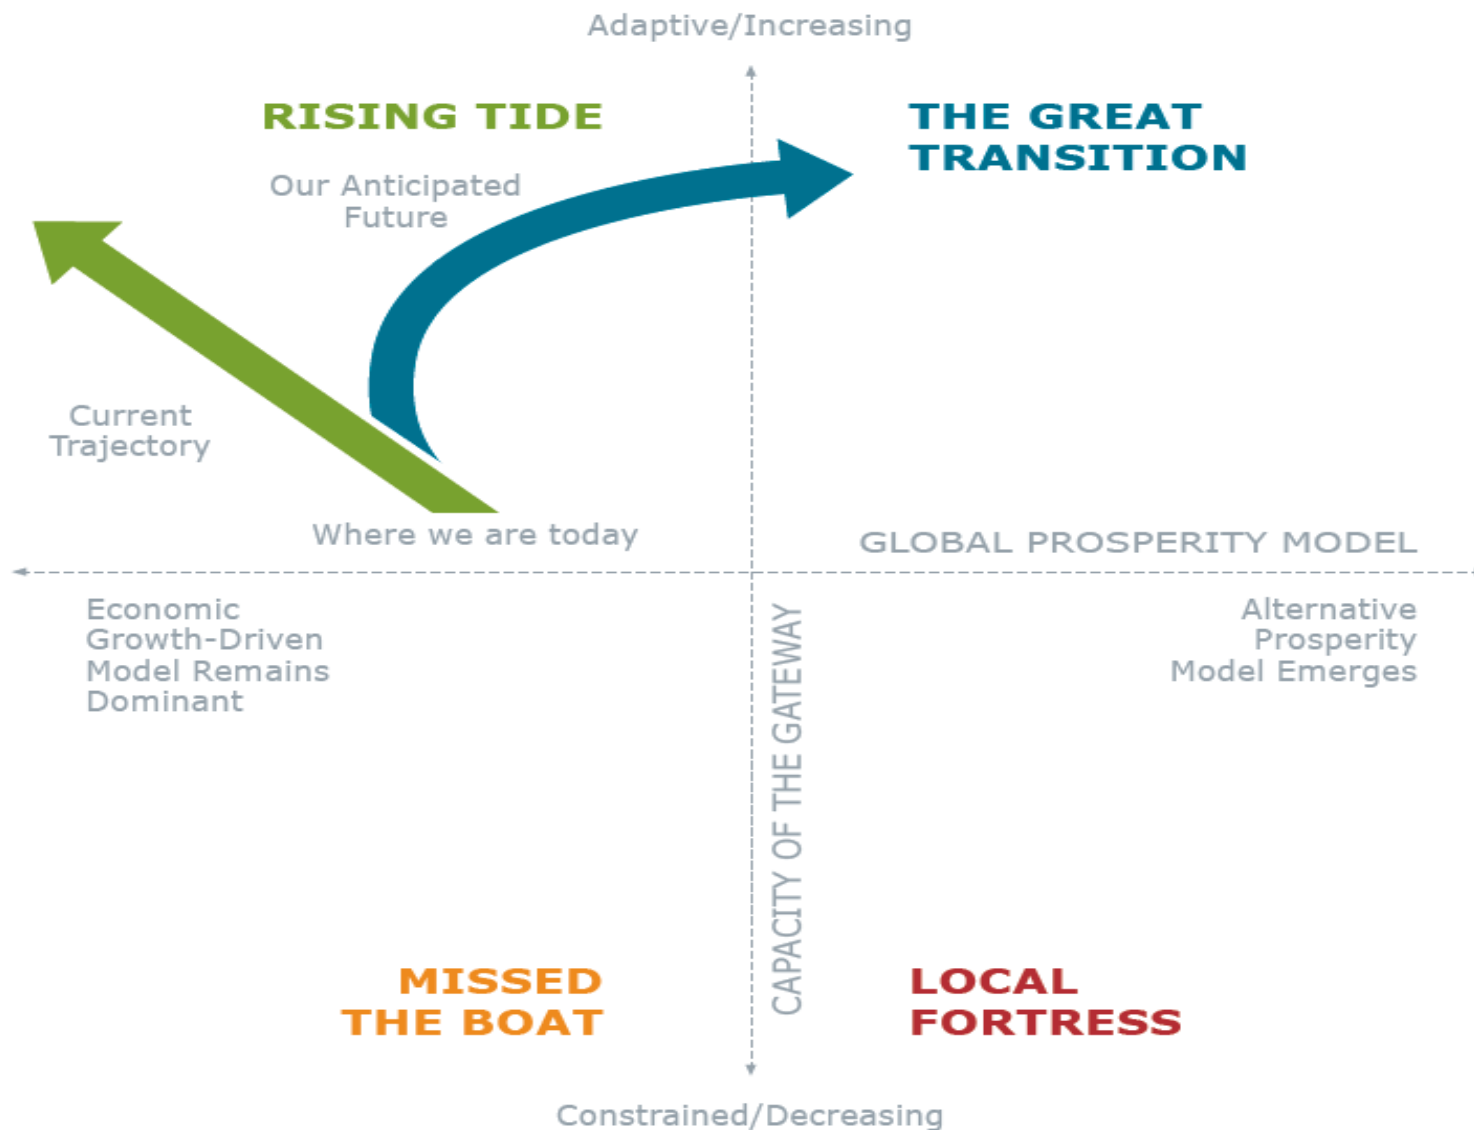 Adaptive/Increasing
RISING TIDE
THE GREAT
TRANSITION
Our Anticipated
Future
Current
Trajectory
Where we are today
GLOBAL PROSPERITY MODEL
Economic
Growth-Driven
Model Remains
Dominant
Alternative
Prosperity
Model Emerges
CAPACITY OF THE GATEWAY
MISSED
THE BOAT
LOCAL
FORTRESS
Constrained/Decreasing